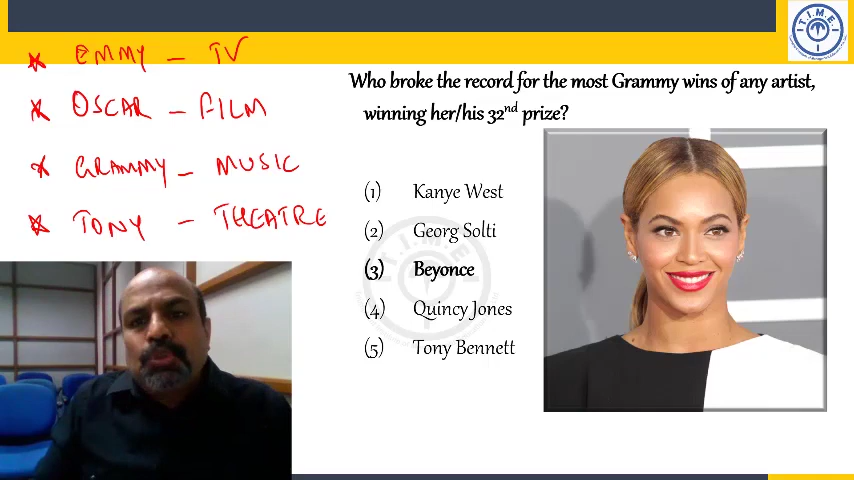 T.I.M.E.
* EMMY – TV
* OSCAR – FILM
* GRAMMY – MUSIC
* TONY – THEATRE
Who broke the record for the most Grammy wins of any artist,
winning her/his 32nd prize?
(1) Kanye West
(2) Georg Solti
(3) Beyonce
(4) Quincy Jones
(5) Tony Bennett
T.I.M.E.